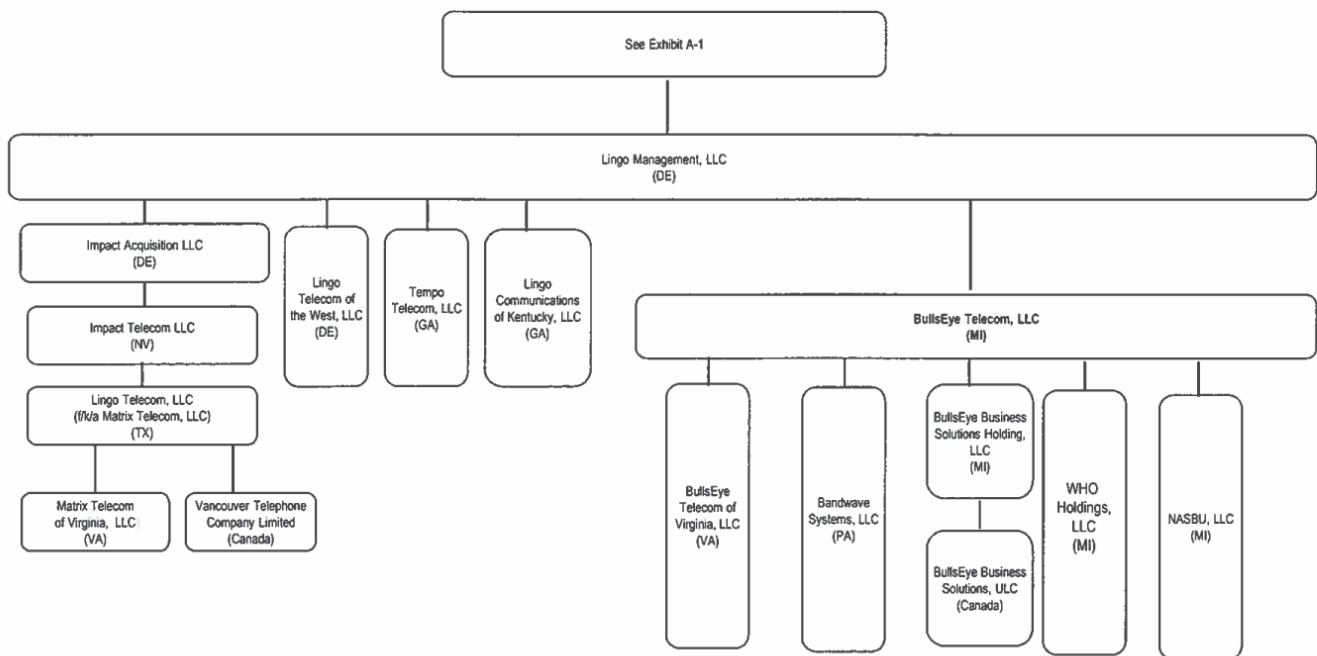 See Exhibit A-1
Lingo Management, LLC
(DE)
Impact Acquisition LLC
(DE)
Impact Telecom LLC
(NV)
Lingo Telecom, LLC
(f/k/a Matrix Telecom, LLC)
(TX)
Matrix Telecom
of Virginia, LLC
(VA)
Vancouver Telephone
Company Limited
(Canada)
Lingo
Telecom of
the West, LLC
(DE)
Tempo
Telecom, LLC
(GA)
Lingo
Communications
of Kentucky, LLC
(GA)
BullsEye Telecom, LLC
(MI)
BullsEye
Telecom of
Virginia, LLC
(VA)
Bandwave
Systems, LLC
(PA)
BullsEye Business
Solutions Holding,
LLC
(MI)
BullsEye Business
Solutions, ULC
(Canada)
WHO
Holdings,
LLC
(MI)
NASBU, LLC
(MI)